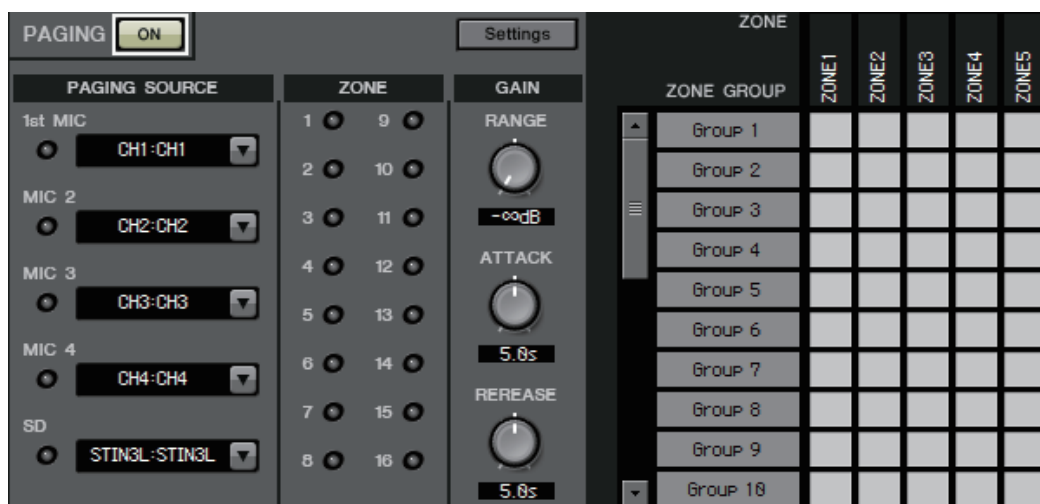 PAGING ON Settings
PAGING SOURCE ZONE GAIN
1st MIC
CH1:CH1
MIC 2
CH2:CH2
MIC 3
CH3:CH3
MIC 4
CH4:CH4
SD
STIN3L:STIN3L
1 9
2 10
3 11
4 12
5 13
6 14
7 15
8 16
RANGE
-∞dB
ATTACK
5.0s
REREASE
5.0s
ZONE
ZONE GROUP
ZONE1
ZONE2
ZONE3
ZONE4
ZONE5
Group 1
Group 2
Group 3
Group 4
Group 5
Group 6
Group 7
Group 8
Group 9
Group 10